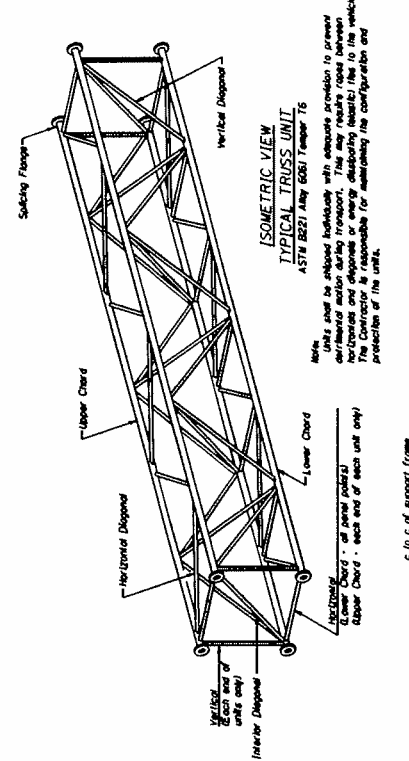 Splicing Flange
Upper Chord
Horizontal Diagonal
Vertical Diagonal
Vertical
(Each end of
units only)
Interior Diagonal
Lower Chord
Horizontal
(Lower Chord - all panel points)
(Upper Chord - each end of each unit only)
ISOMETRIC VIEW
TYPICAL TRUSS UNIT
ASTM B221 Alloy 6061 Temper T6
Note:
Units shall be shipped individually with adequate provision to prevent
detrimental motion during transport. This may require ropes between
horizontals and diagonals or energy dissipating (elastic) ties to the vehicle.
The Contractor is responsible for maintaining the configuration and
protection of the units.
c to c of support frame